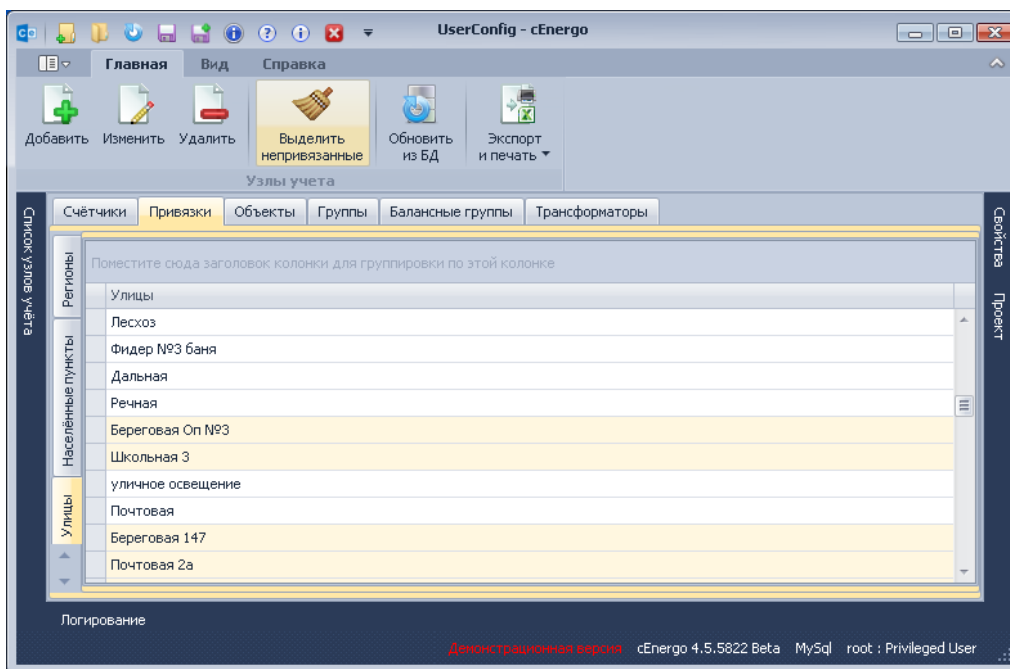 UserConfig - cEnergo
Главная Вид Справка
Добавить Изменить Удалить Выделить непривязанные Обновить из БД Экспорт и печать
Узлы учета
Список узлов учёта
Счётчики Привязки Объекты Группы Балансные группы Трансформаторы
Свойства Проект
Регионы
Населённые пункты
Улицы
Поместите сюда заголовок колонки для группировки по этой колонке
Улицы
Лесхоз
Фидер №3 баня
Дальная
Речная
Береговая Оп №3
Школьная 3
уличное освещение
Почтовая
Береговая 147
Почтовая 2а
Логирование
Демонстрационная версия cEnergo 4.5.5822 Beta MySql root : Privileged User